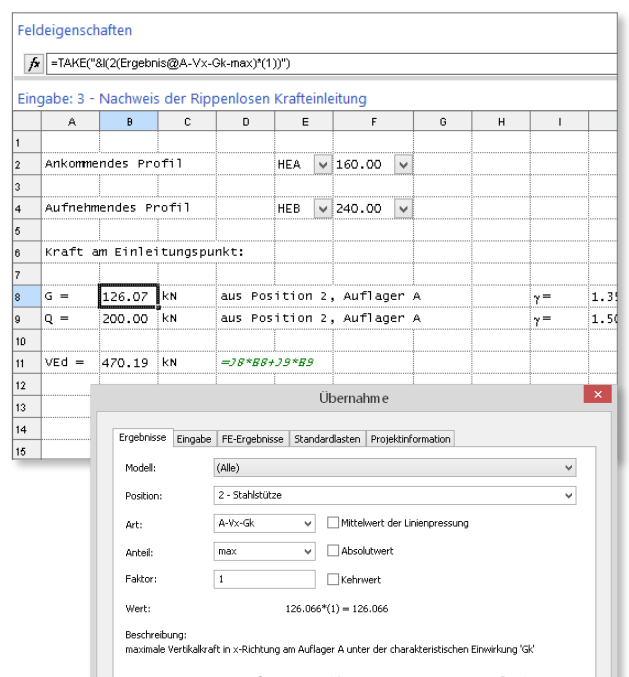 Feldeigenschaften
fx =TAKE("&I(2(Ergebnis@A-Vx-Gk-max)*(1))")
Eingabe: 3 - Nachweis der Rippenlosen Krafteinleitung
A B C D E F G H I
1
2 Ankommendes Profil HEA 160.00
3
4 Aufnehmendes Profil HEB 240.00
5
6 Kraft am Einleitungspunkt:
7
8 G = 126.07 kN aus Position 2, Auflager A γ= 1.35
9 Q = 200.00 kN aus Position 2, Auflager A γ= 1.50
10
11 VEd = 470.19 kN =J8*B8+J9*B9
12
13
14
15
Übernahme
Ergebnisse Eingabe FE-Ergebnisse Standardlasten Projektinformation
Modell: (Alle)
Position: 2 - Stahlstütze
Art: A-Vx-Gk Mittelwert der Linienpressung
Anteil: max Absolutwert
Faktor: 1 Kehrwert
Wert: 126.066*(1) = 126.066
Beschreibung:
maximale Vertikalkraft in x-Richtung am Auflager A unter der charakteristischen Einwirkung 'Gk'